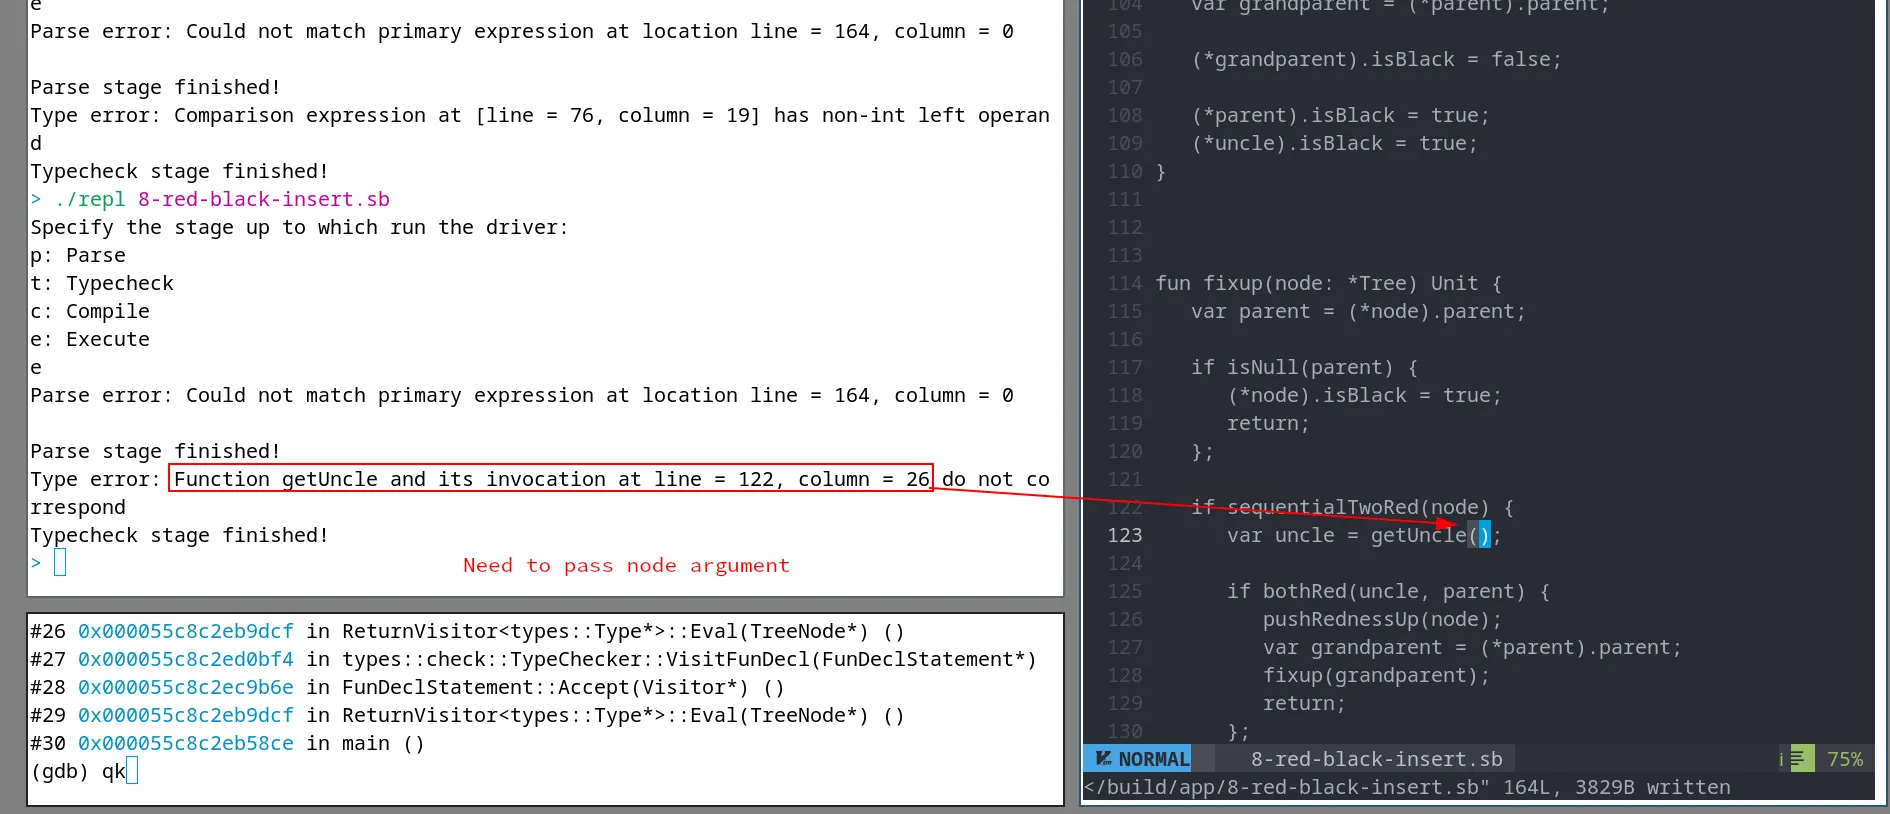 e
Parse error: Could not match primary expression at location line = 164, column = 0
Parse stage finished!
Type error: Comparison expression at [line = 76, column = 19] has non-int left operan
d
Typecheck stage finished!
> ./repl 8-red-black-insert.sb
Specify the stage up to which run the driver:
p: Parse
t: Typecheck
c: Compile
e: Execute
e
Parse error: Could not match primary expression at location line = 164, column = 0
Parse stage finished!
Type error: Function getUncle and its invocation at line = 122, column = 26 do not co
rrespond
Typecheck stage finished!
>
Need to pass node argument
#26 0x000055c8c2eb9dcf in ReturnVisitor<types::Type*>::Eval(TreeNode*) ()
#27 0x000055c8c2ed0bf4 in types::check::TypeChecker::VisitFunDecl(FunDeclStatement*)
#28 0x000055c8c2ec9b6e in FunDeclStatement::Accept(Visitor*) ()
#29 0x000055c8c2eb9dcf in ReturnVisitor<types::Type*>::Eval(TreeNode*) ()
#30 0x000055c8c2eb58ce in main ()
(gdb) qk
104 var grandparent = (*parent).parent;
105
106 (*grandparent).isBlack = false;
107
108 (*parent).isBlack = true;
109 (*uncle).isBlack = true;
110 }
111
112
113
114 fun fixup(node: *Tree) Unit {
115 var parent = (*node).parent;
116
117 if isNull(parent) {
118 (*node).isBlack = true;
119 return;
120 };
121
122 if sequentialTwoRed(node) {
123 var uncle = getUncle();
124
125 if bothRed(uncle, parent) {
126 pushRednessUp(node);
127 var grandparent = (*parent).parent;
128 fixup(grandparent);
129 return;
130 };
NORMAL 8-red-black-insert.sb i 75%
</build/app/8-red-black-insert.sb" 164L, 3829B written